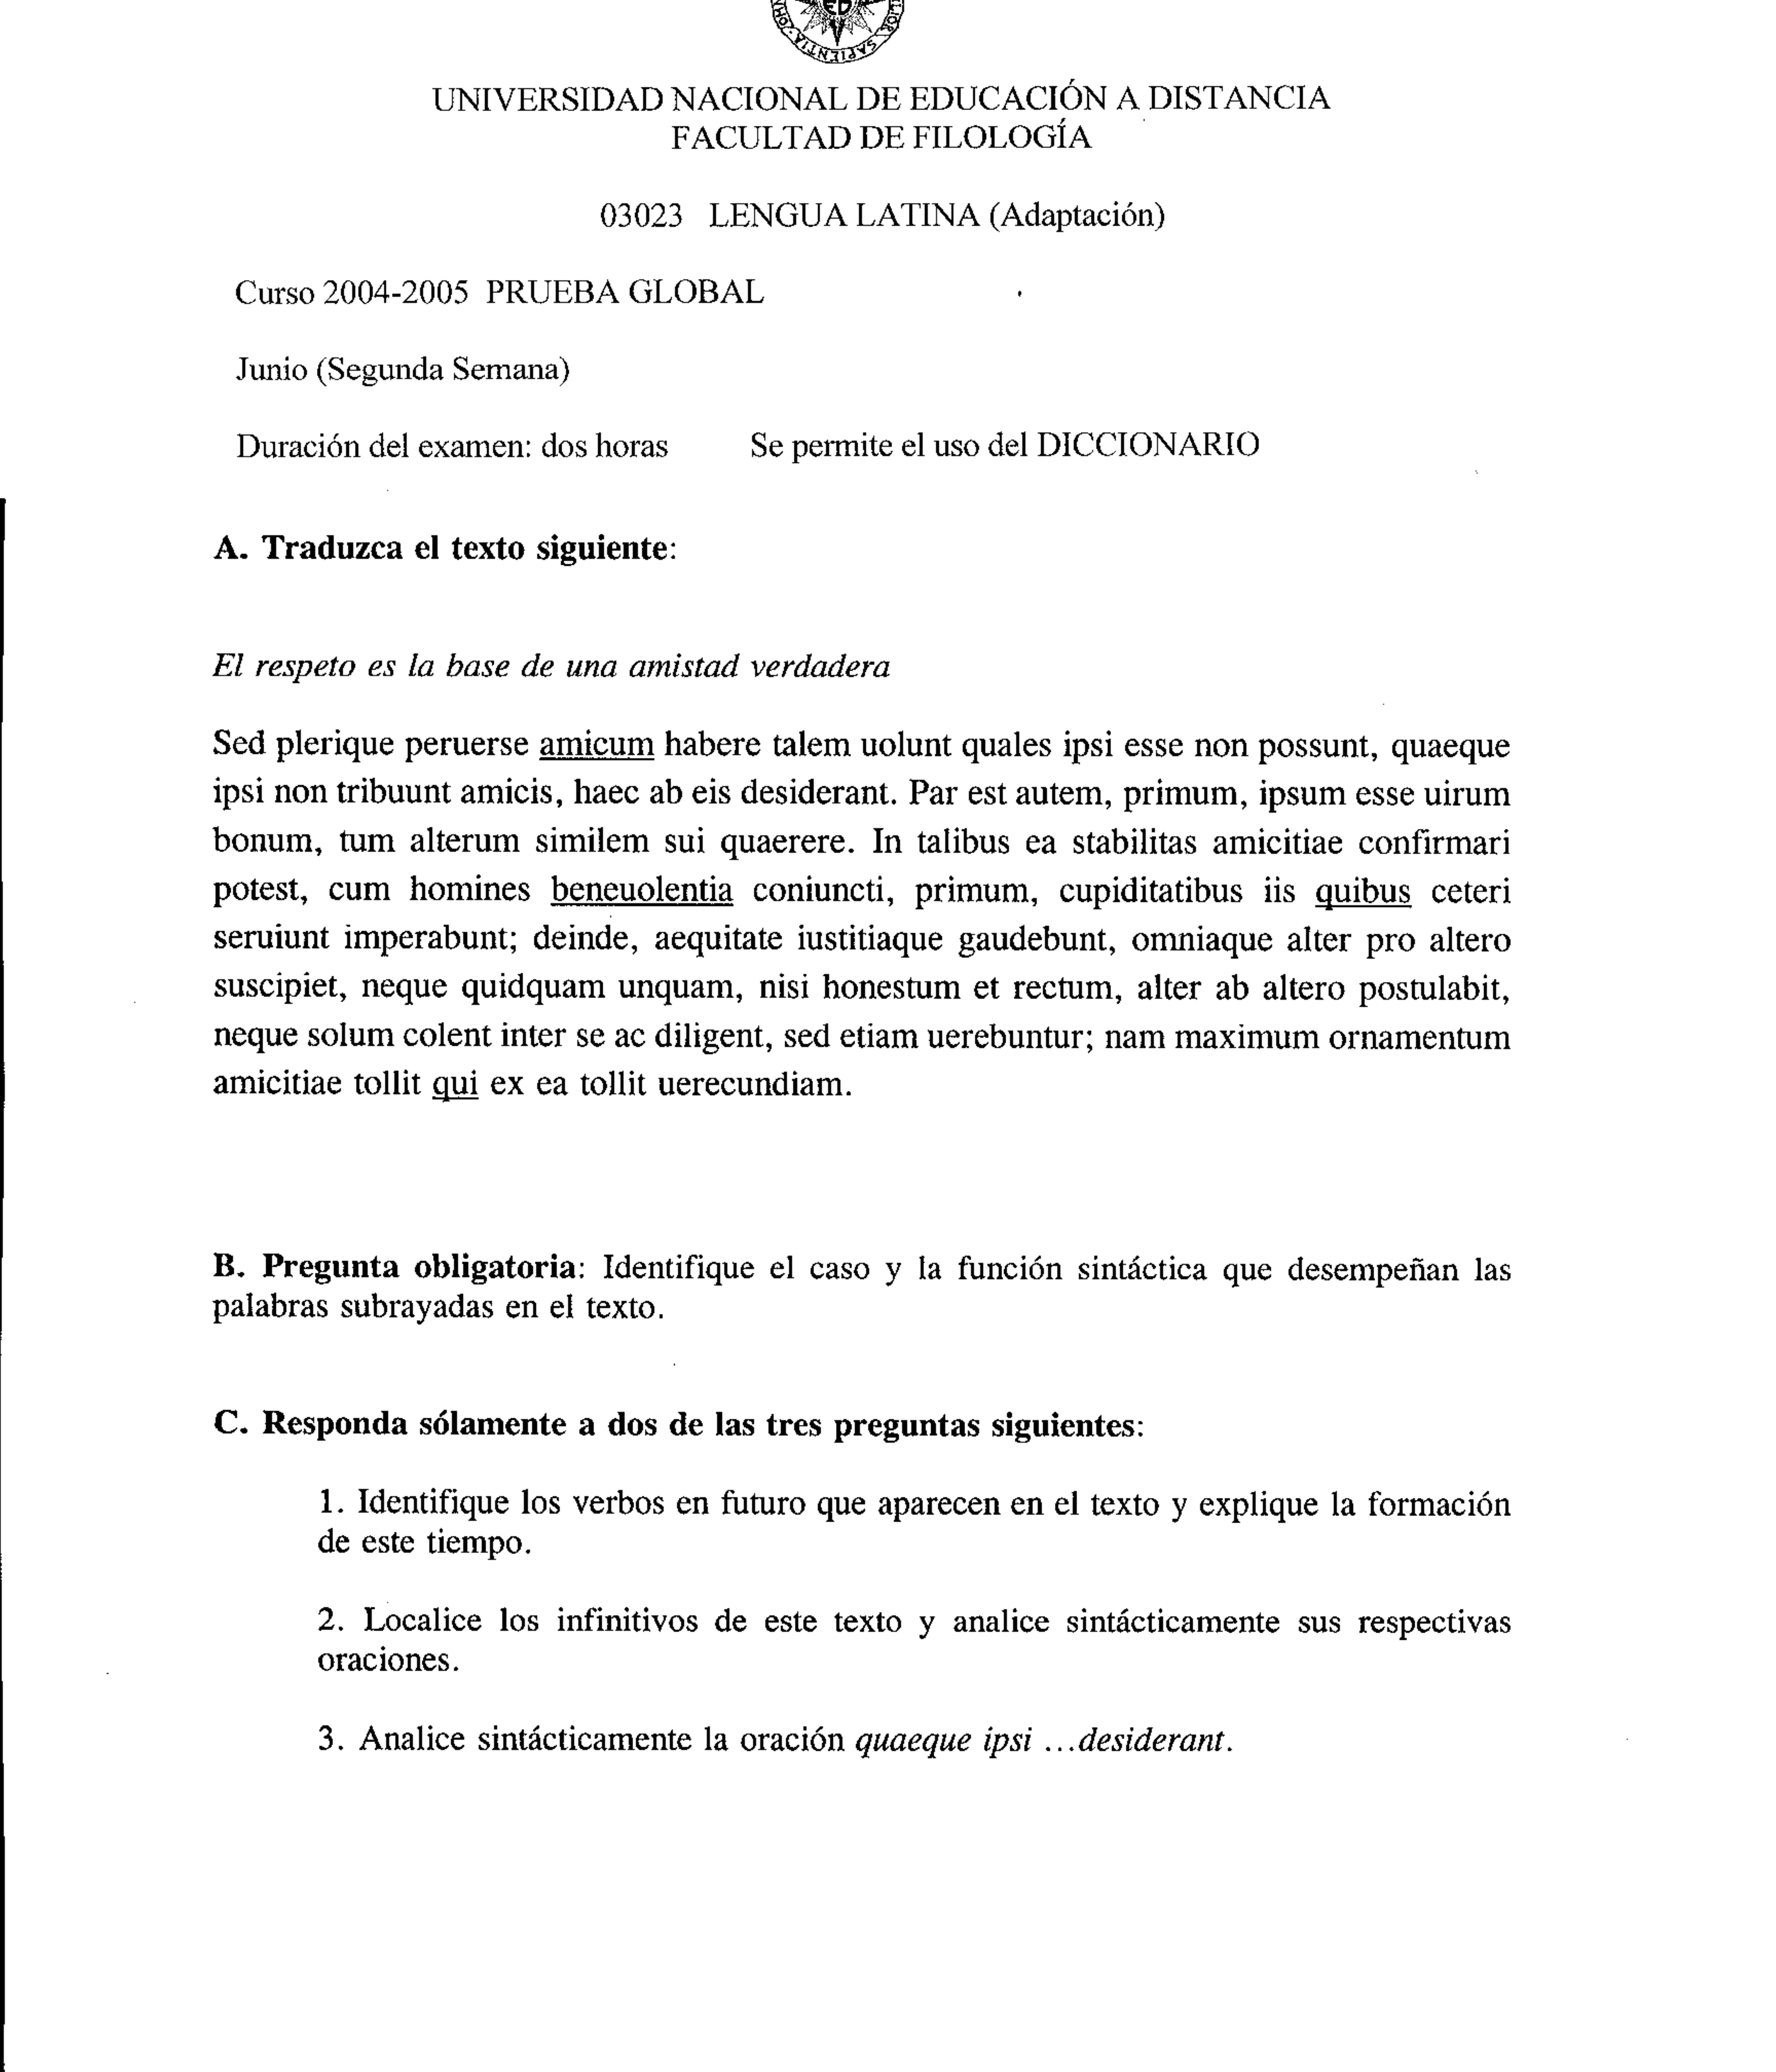 SAPIENTIA
UNIVERSIDAD NACIONAL DE EDUCACIÓN A DISTANCIA
FACULTAD DE FILOLOGÍA
03023 LENGUA LATINA (Adaptación)
Curso 2004-2005 PRUEBA GLOBAL
Junio (Segunda Semana)
Duración del examen: dos horas Se permite el uso del DICCIONARIO
A. Traduzca el texto siguiente:
El respeto es la base de una amistad verdadera
Sed plerique peruerse amicum habere talem uolunt quales ipsi esse non possunt, quaeque
ipsi non tribuunt amicis, haec ab eis desiderant. Par est autem, primum, ipsum esse uirum
bonum, tum alterum similem sui quaerere. In talibus ea stabilitas amicitiae confirmari
potest, cum homines beneuolentia coniuncti, primum, cupiditatibus iis quibus ceteri
seruiunt imperabunt; deinde, aequitate iustitiaque gaudebunt, omniaque alter pro altero
suscipiet, neque quidquam unquam, nisi honestum et rectum, alter ab altero postulabit,
neque solum colent inter se ac diligent, sed etiam uerebuntur; nam maximum ornamentum
amicitiae tollit qui ex ea tollit uerecundiam.
B. Pregunta obligatoria: Identifique el caso y la función sintáctica que desempeñan las
palabras subrayadas en el texto.
C. Responda sólamente a dos de las tres preguntas siguientes:
1. Identifique los verbos en futuro que aparecen en el texto y explique la formación
de este tiempo.
2. Localice los infinitivos de este texto y analice sintácticamente sus respectivas
oraciones.
3. Analice sintácticamente la oración quaeque ipsi ...desiderant.